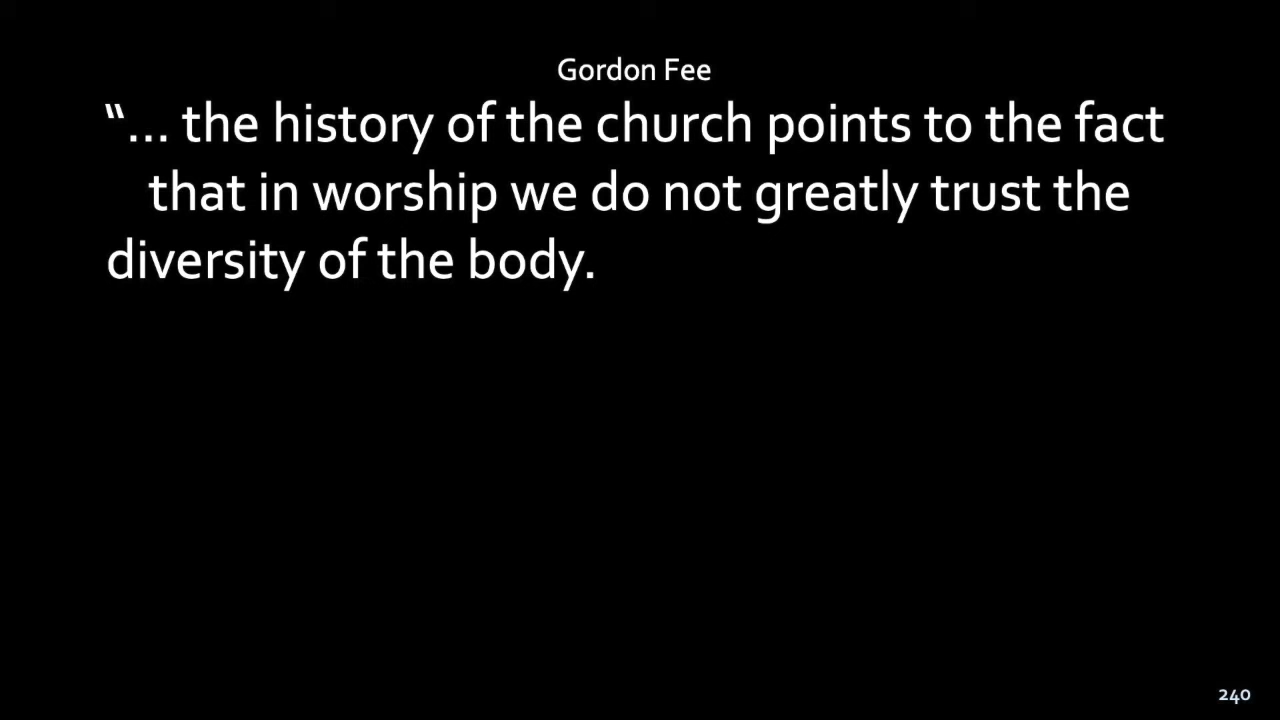 Gordon Fee
“... the history of the church points to the fact
that in worship we do not greatly trust the
diversity of the body.
240